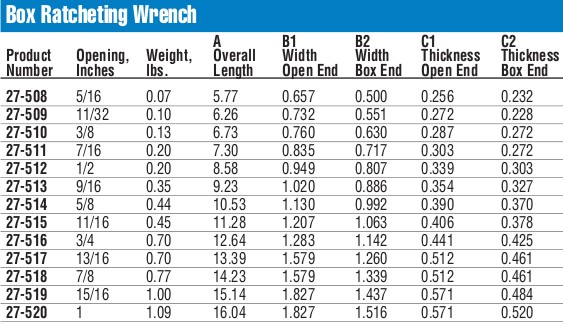 Box Ratcheting Wrench
A B1 B2 C1 C2
Product Opening, Weight, Overall Width Width Thickness Thickness
Number Inches lbs. Length Open End Box End Open End Box End
27-508 5/16 0.07 5.77 0.657 0.500 0.256 0.232
27-509 11/32 0.10 6.26 0.732 0.551 0.272 0.228
27-510 3/8 0.13 6.73 0.760 0.630 0.287 0.272
27-511 7/16 0.20 7.30 0.835 0.717 0.303 0.272
27-512 1/2 0.20 8.58 0.949 0.807 0.339 0.303
27-513 9/16 0.35 9.23 1.020 0.886 0.354 0.327
27-514 5/8 0.44 10.53 1.130 0.992 0.390 0.370
27-515 11/16 0.45 11.28 1.207 1.063 0.406 0.378
27-516 3/4 0.70 12.64 1.283 1.142 0.441 0.425
27-517 13/16 0.70 13.39 1.579 1.260 0.512 0.461
27-518 7/8 0.77 14.23 1.579 1.339 0.512 0.461
27-519 15/16 1.00 15.14 1.827 1.437 0.571 0.484
27-520 1 1.09 16.04 1.827 1.516 0.571 0.520